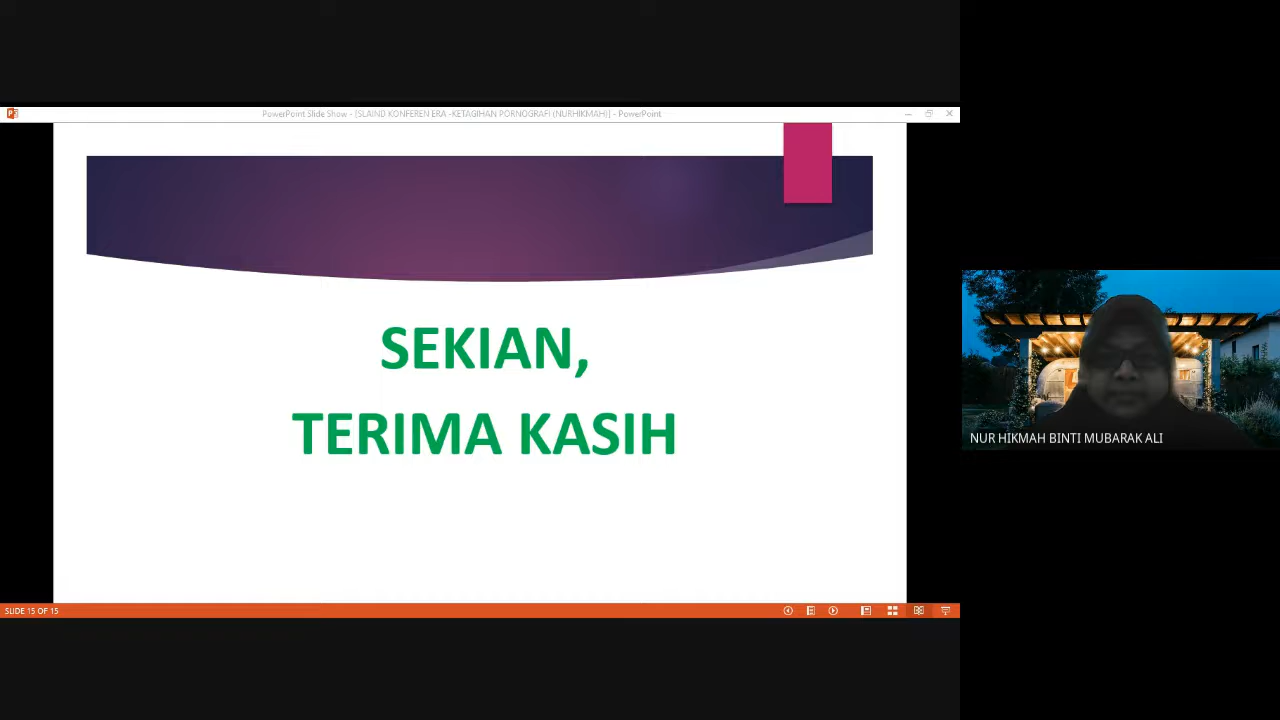 PowerPoint Slide Show - [SLAIND KONFEREN ERA -KETAGIHAN PORNOGRAFI (NURHIKMAH)] - PowerPoint
SEKIAN,
TERIMA KASIH
NUR HIKMAH BINTI MUBARAK ALI
SLIDE 15 OF 15